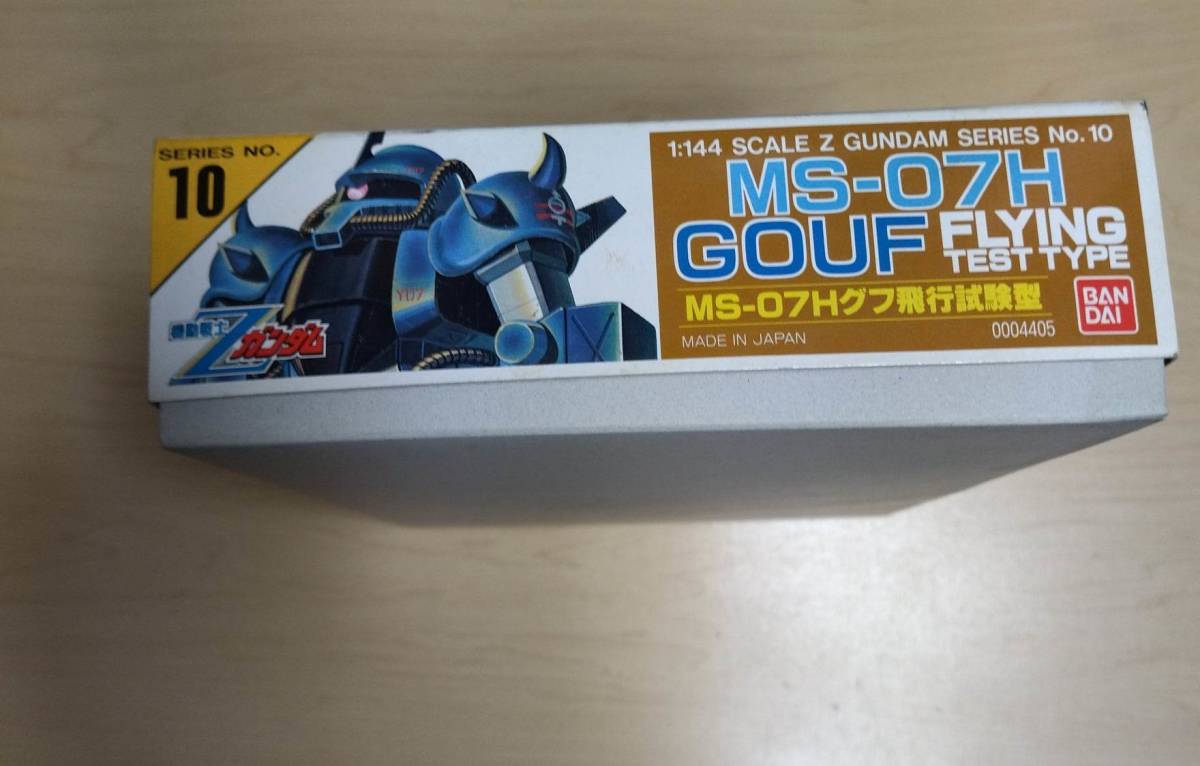 SERIES NO.
10
機動戦士
Zガンダム
1:144 SCALE Z GUNDAM SERIES No. 10
MS-07H
GOUF FLYING
TEST TYPE
MS-07Hグフ飛行試験型
MADE IN JAPAN
0004405
BAN
DAI
Y07